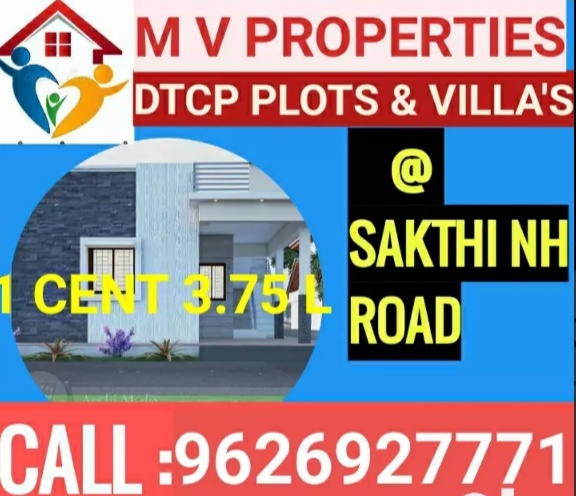 M V PROPERTIES
DTCP PLOTS & VILLA'S
@
SAKTHI NH
ROAD
1 CENT 3.75 L
CALL :9626927771